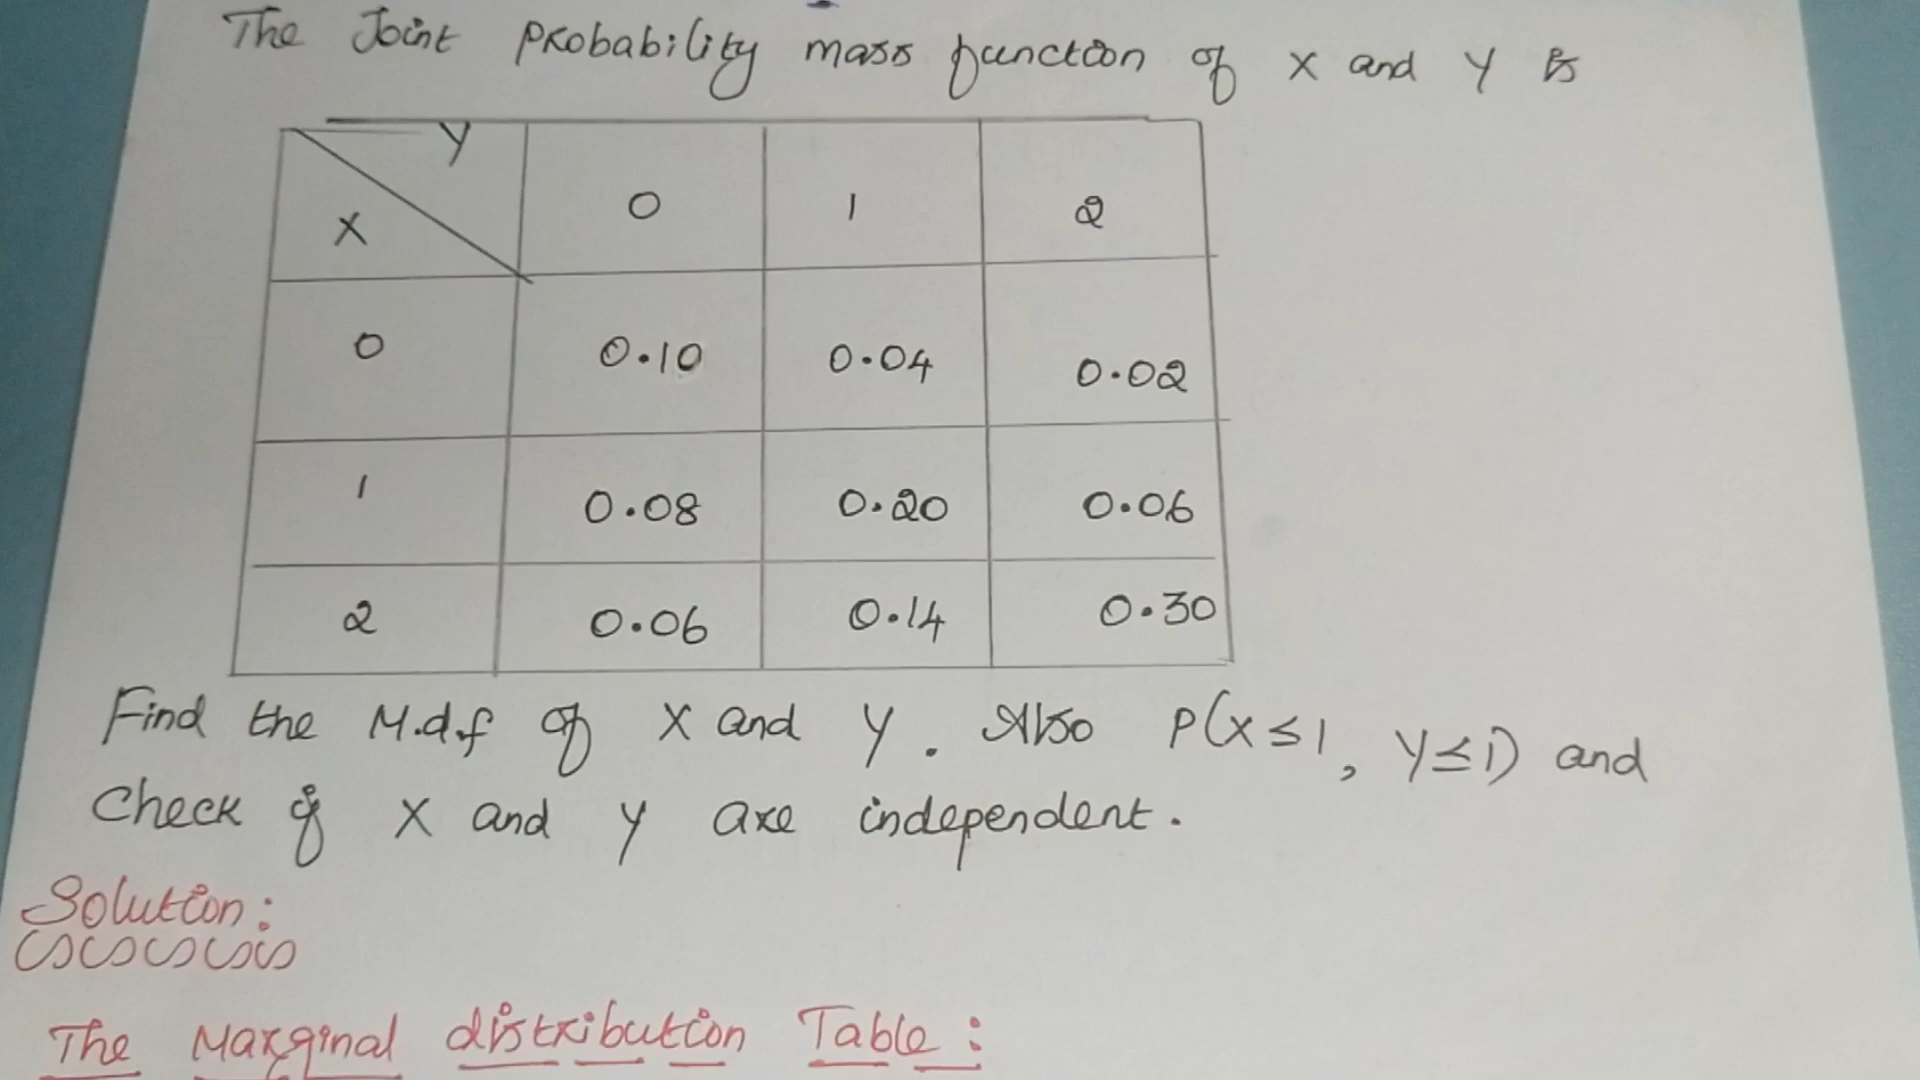 The Joint Probability mass function of X and Y is
Y
X 0 1 2
0 0.10 0.04 0.02
1 0.08 0.20 0.06
2 0.06 0.14 0.30
Find the M.d.f of X and Y. Also P(X ≤ 1, Y ≤ 1) and
Check if X and Y are independent.
Solution:
The Marginal distribution Table: